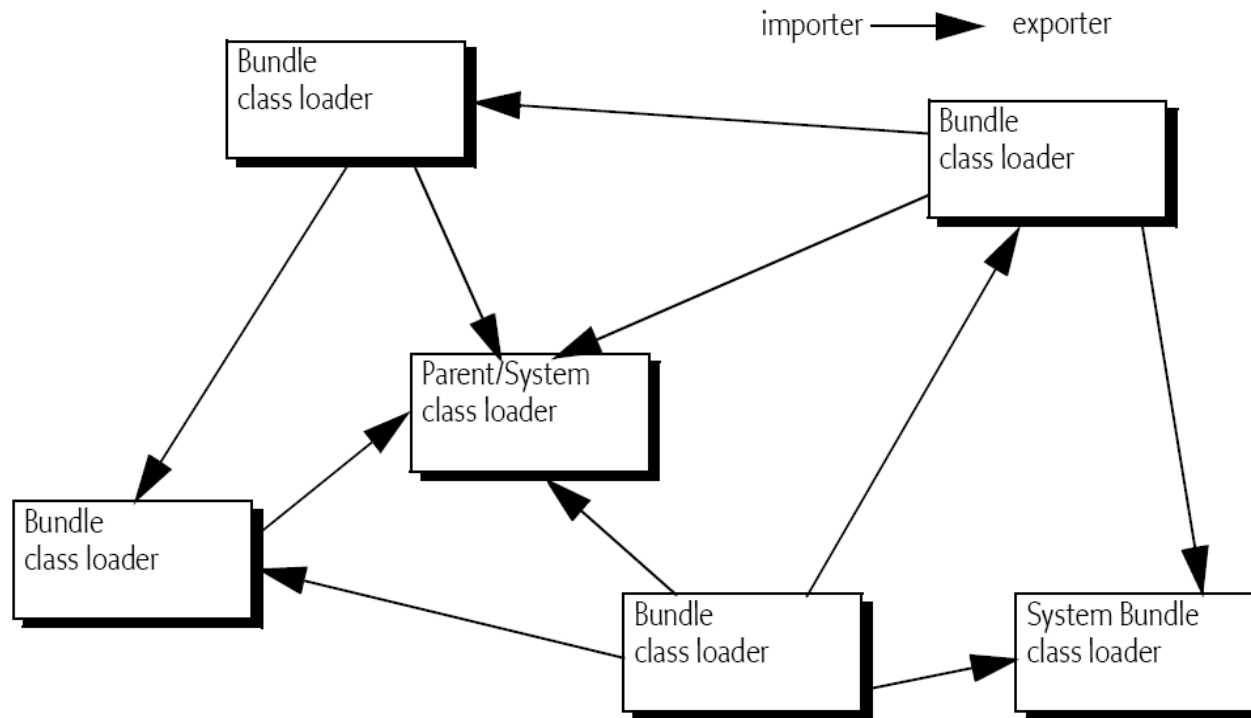 importer exporter
Bundle
class loader
Bundle
class loader
Parent/System
class loader
Bundle
class loader
Bundle
class loader
System Bundle
class loader